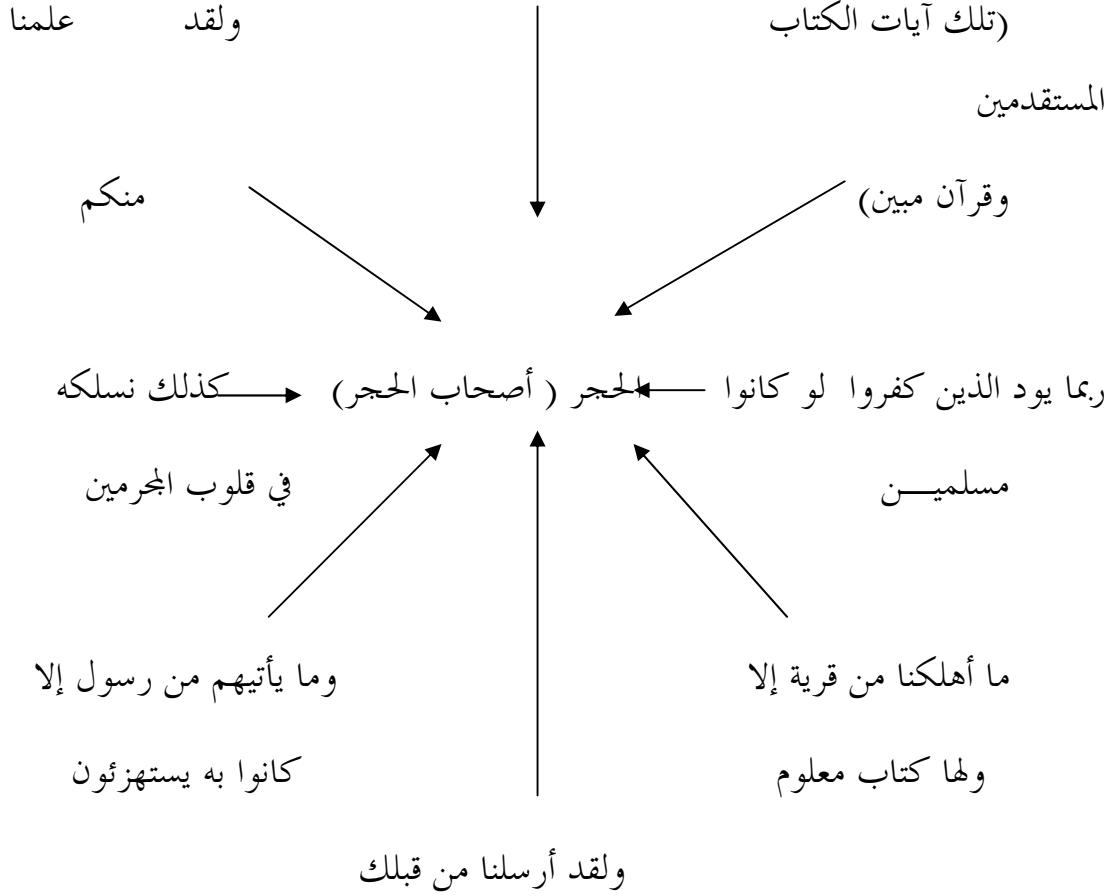 (تلك آيات الكتاب ولقد علمنا
المستقدمين
وقرآن مبين) منكم
ربما يود الذين كفروا لو كانوا الحجر ( أصحاب الحجر) كذلك نسلكه
مسلميـــن في قلوب المجرمين
ما أهلكنا من قرية إلا وما يأتيهم من رسول إلا
ولها كتاب معلوم كانوا به يستهزئون
ولقد أرسلنا من قبلك